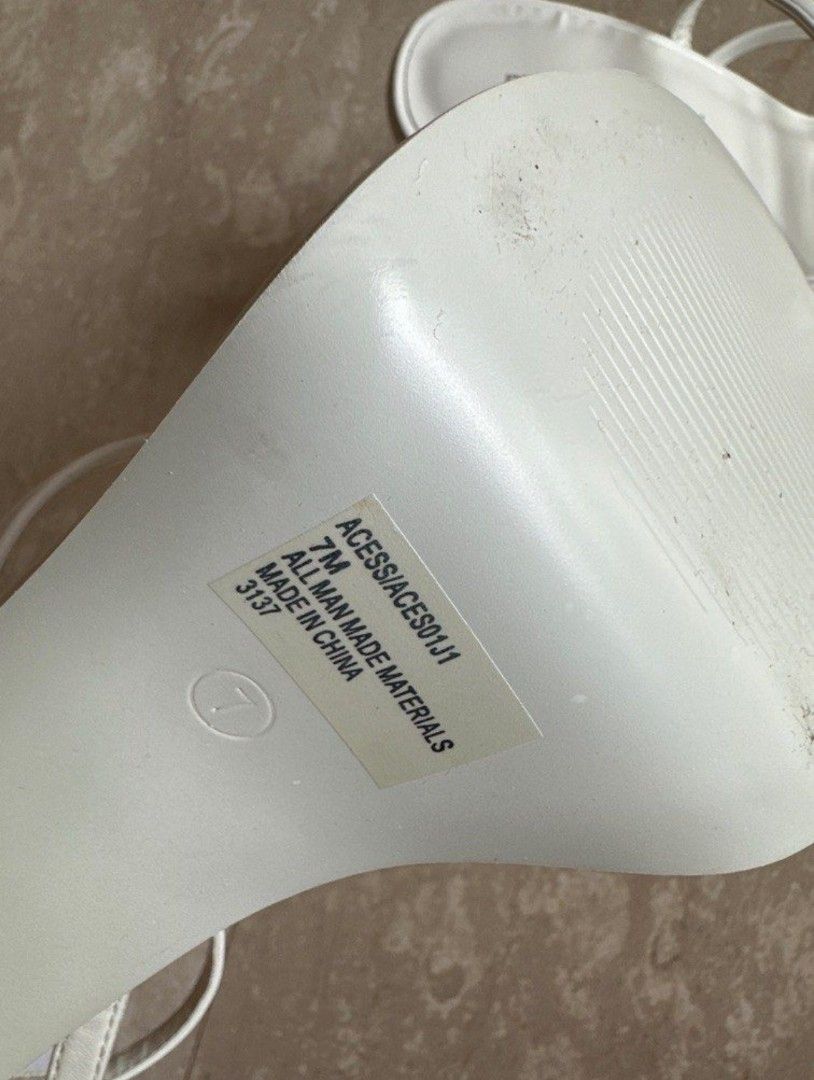 ACESS/ACES01J1
7M
ALL MAN MADE MATERIALS
MADE IN CHINA
3137
7